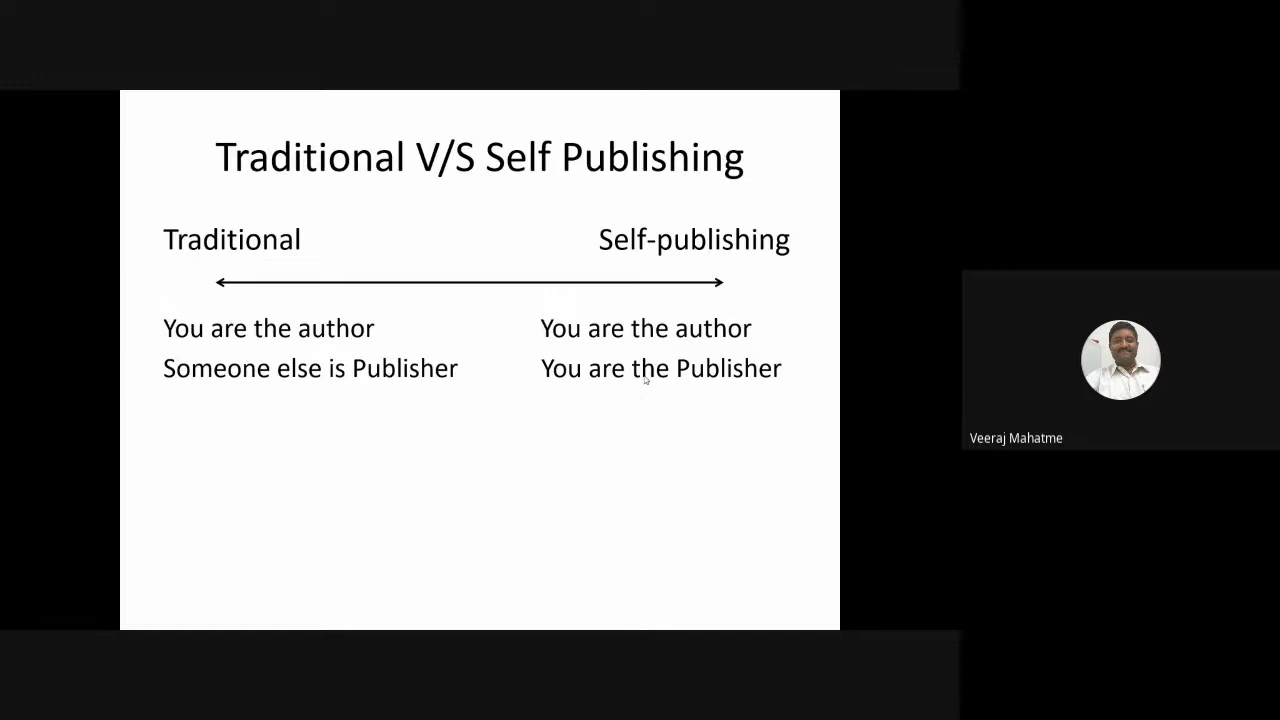 Traditional V/S Self Publishing
Traditional
Self-publishing
You are the author
Someone else is Publisher
You are the author
You are the Publisher
Veeraj Mahatme